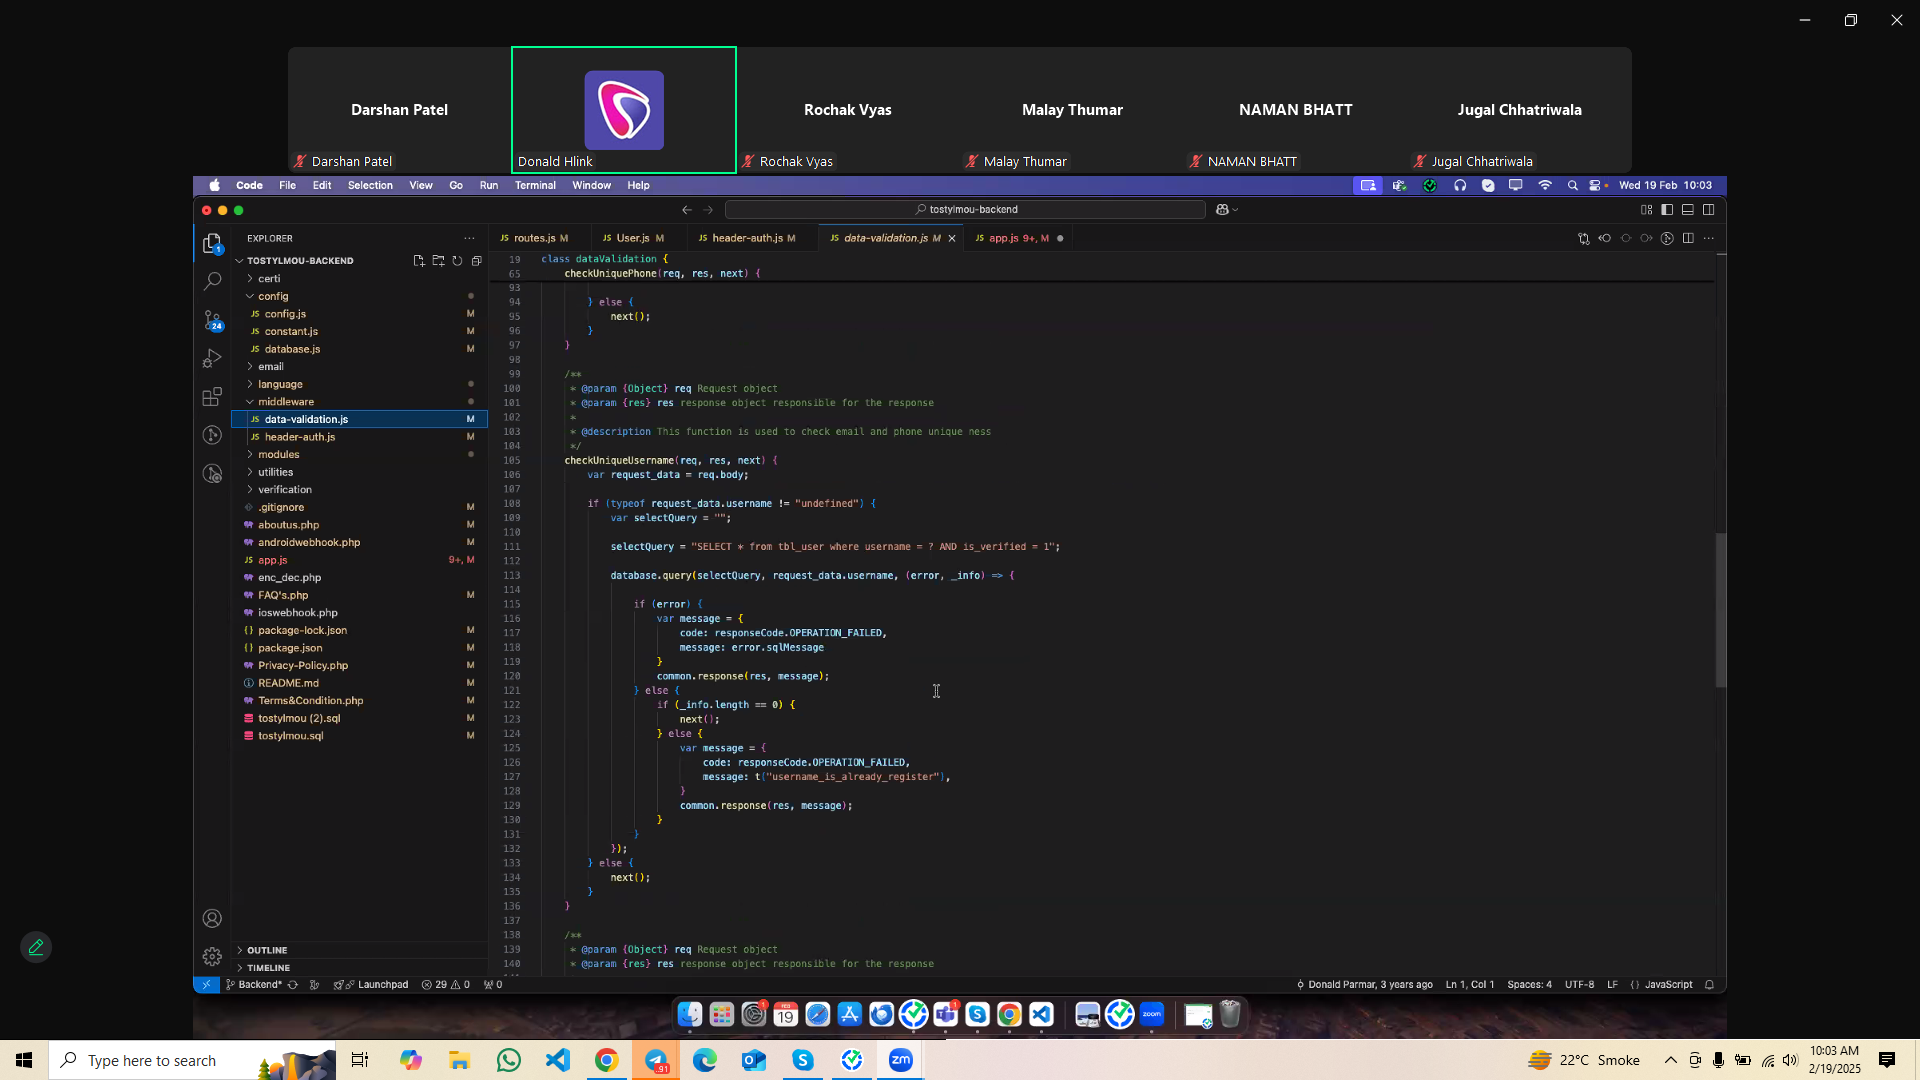 Darshan Patel
Rochak Vyas
Malay Thumar
NAMAN BHATT
Jugal Chhatriwala
Darshan Patel
Donald Hlink
Rochak Vyas
Malay Thumar
NAMAN BHATT
Jugal Chhatriwala
Code File Edit Selection View Go Run Terminal Window Help
Wed 19 Feb 10:03
tostylmou-backend
EXPLORER
routes.js M
User.js M
header-auth.js M
data-validation.js M
app.js 9+, M
TOSTYLMOU-BACKEND
certi
config
config.js M
constant.js M
database.js M
email
language
middleware
data-validation.js M
header-auth.js M
modules
utilities
verification
.gitignore M
aboutus.php M
androidwebhook.php M
app.js 9+, M
enc_dec.php
FAQ's.php M
ioswebhook.php
package-lock.json M
package.json M
Privacy-Policy.php M
README.md M
Terms&Condition.php M
tostylmou (2).sql M
tostylmou.sql M
OUTLINE
TIMELINE
19 class dataValidation {
65 checkUniquePhone(req, res, next) {
93
94 } else {
95 next();
96 }
97 }
98
99 /**
100 * @param {Object} req Request object
101 * @param {res} res response object responsible for the response
102 *
103 * @description This function is used to check email and phone unique ness
104 */
105 checkUniqueUsername(req, res, next) {
106 var request_data = req.body;
107
108 if (typeof request_data.username != "undefined") {
109 var selectQuery = "";
110
111 selectQuery = "SELECT * from tbl_user where username = ? AND is_verified = 1";
112
113 database.query(selectQuery, request_data.username, (error, _info) => {
114
115 if (error) {
116 var message = {
117 code: responseCode.OPERATION_FAILED,
118 message: error.sqlMessage
119 }
120 common.response(res, message);
121 } else {
122 if (_info.length == 0) {
123 next();
124 } else {
125 var message = {
126 code: responseCode.OPERATION_FAILED,
127 message: t("username_is_already_register"),
128 }
129 common.response(res, message);
130 }
131 }
132 });
133 } else {
134 next();
135 }
136 }
137
138 /**
139 * @param {Object} req Request object
140 * @param {res} res response object responsible for the response
Backend* Launchpad 29 0 0
Donald Parmar, 3 years ago Ln 1, Col 1 Spaces: 4 UTF-8 LF {} JavaScript
FEB
19
zoom
Type here to search
.91
zm
22°C Smoke
10:03 AM
2/19/2025